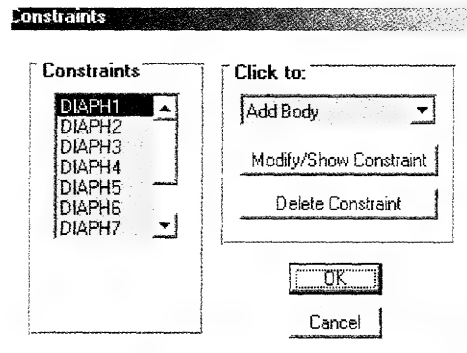 Constraints
Constraints
DIAPH1
DIAPH2
DIAPH3
DIAPH4
DIAPH5
DIAPH6
DIAPH7
Click to:
Add Body
Modify/Show Constraint
Delete Constraint
OK
Cancel